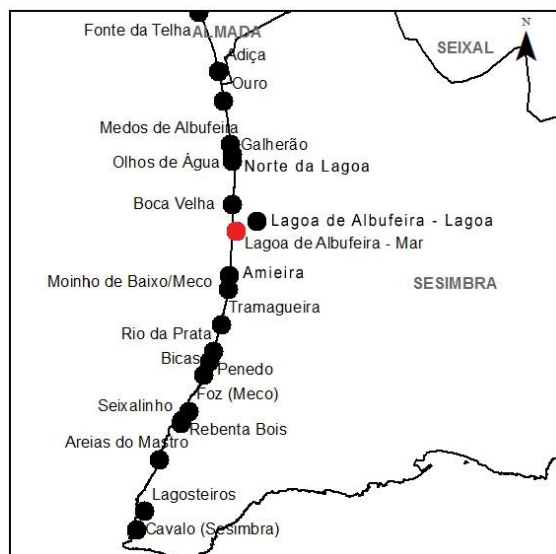 Fonte da Telha
ALMADA
N
SEIXAL
Adiça
Ouro
Medos de Albufeira
Galherão
Olhos de Água
Norte da Lagoa
Boca Velha
Lagoa de Albufeira - Lagoa
Lagoa de Albufeira - Mar
Amieira
Moinho de Baixo/Meco
SESIMBRA
Tramagueira
Rio da Prata
Bicas
Penedo
Foz (Meco)
Seixalinho
Rebenta Bois
Areias do Mastro
Lagosteiros
Cavalo (Sesimbra)